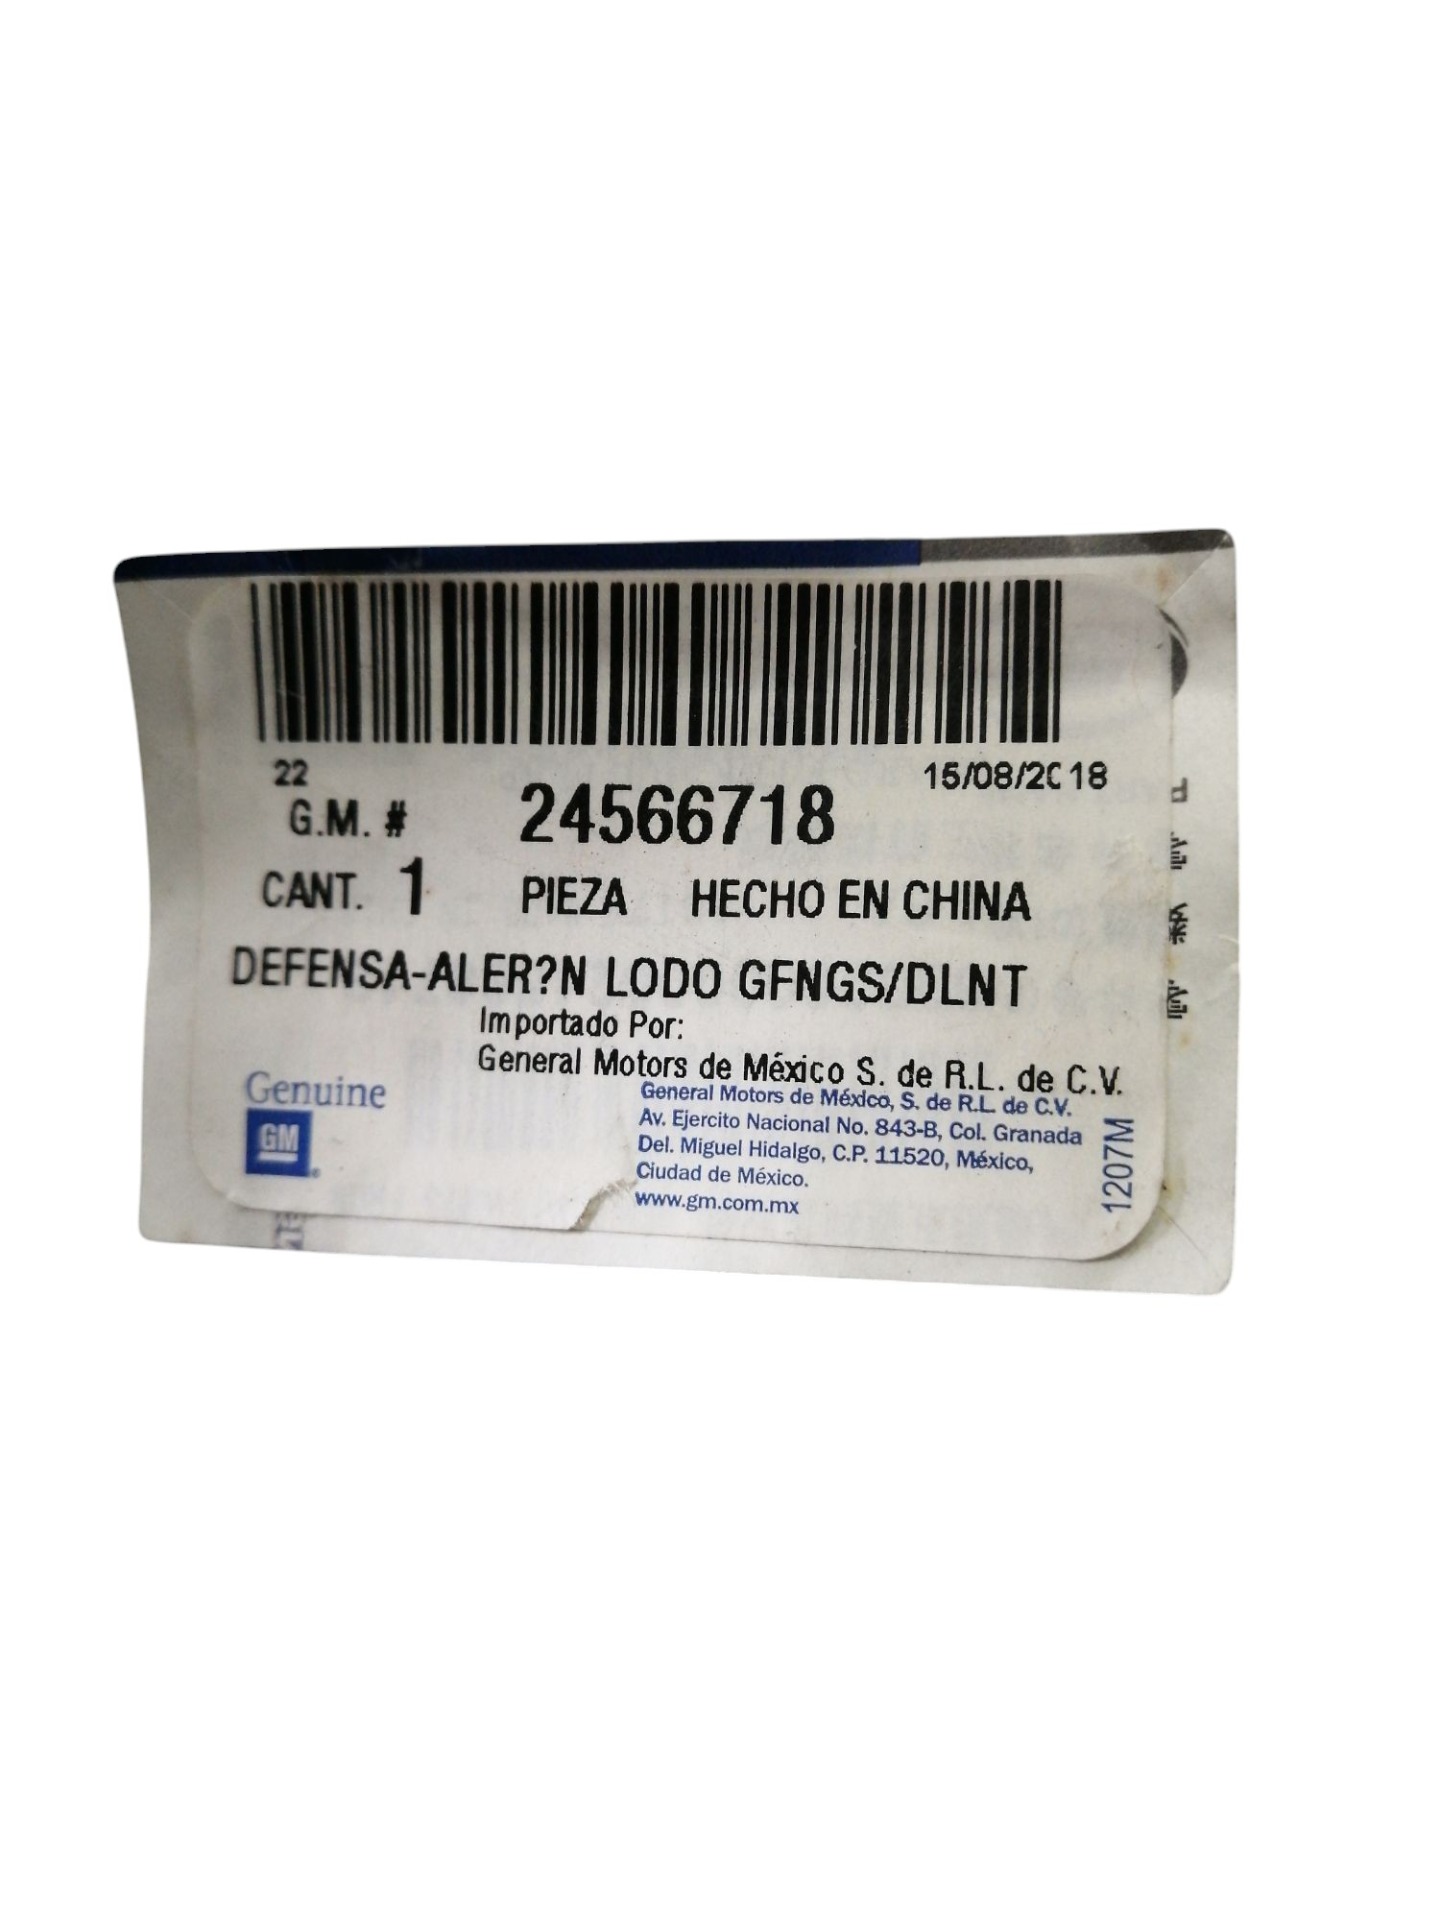 22
15/08/2018
G.M. # 24566718
CANT. 1 PIEZA HECHO EN CHINA
DEFENSA-ALER?N LODO GFNGS/DLNT
Importado Por:
General Motors de México S. de R.L. de C.V.
Genuine
GM
General Motors de México, S. de R.L. de C.V.
Av. Ejercito Nacional No. 843-B, Col. Granada
Del. Miguel Hidalgo, C.P. 11520, México,
Ciudad de México.
www.gm.com.mx
1207M